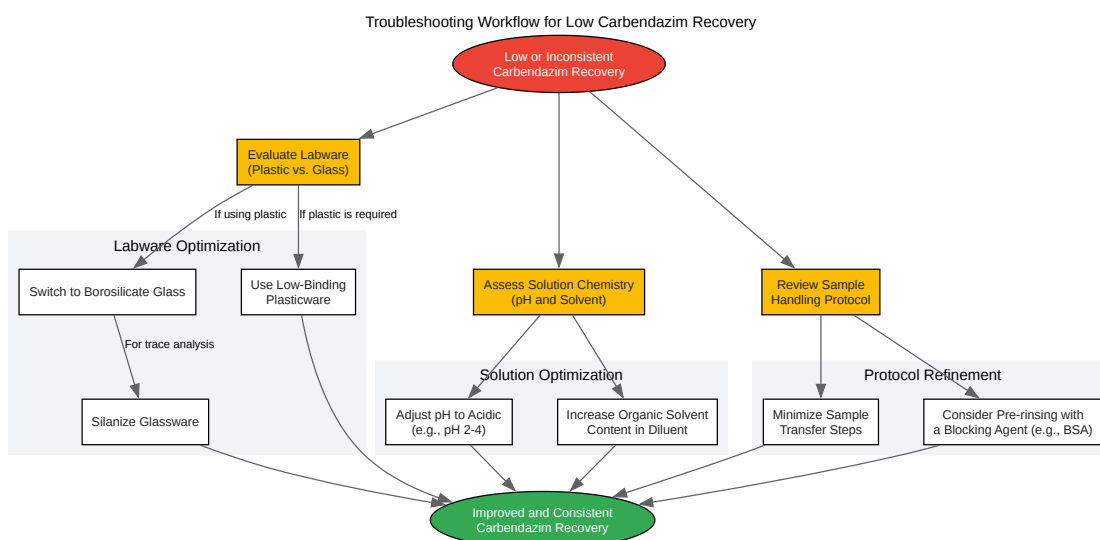 Troubleshooting Workflow for Low Carbendazim Recovery
Low or Inconsistent
Carbendazim Recovery
Evaluate Labware
(Plastic vs. Glass)
If using plastic
If plastic is required
Labware Optimization
Switch to Borosilicate Glass
Use Low-Binding
Plasticware
For trace analysis
Silanize Glassware
Assess Solution Chemistry
(pH and Solvent)
Solution Optimization
Adjust pH to Acidic
(e.g., pH 2-4)
Increase Organic Solvent
Content in Diluent
Review Sample
Handling Protocol
Protocol Refinement
Minimize Sample
Transfer Steps
Consider Pre-rinsing with
a Blocking Agent (e.g., BSA)
Improved and Consistent
Carbendazim Recovery